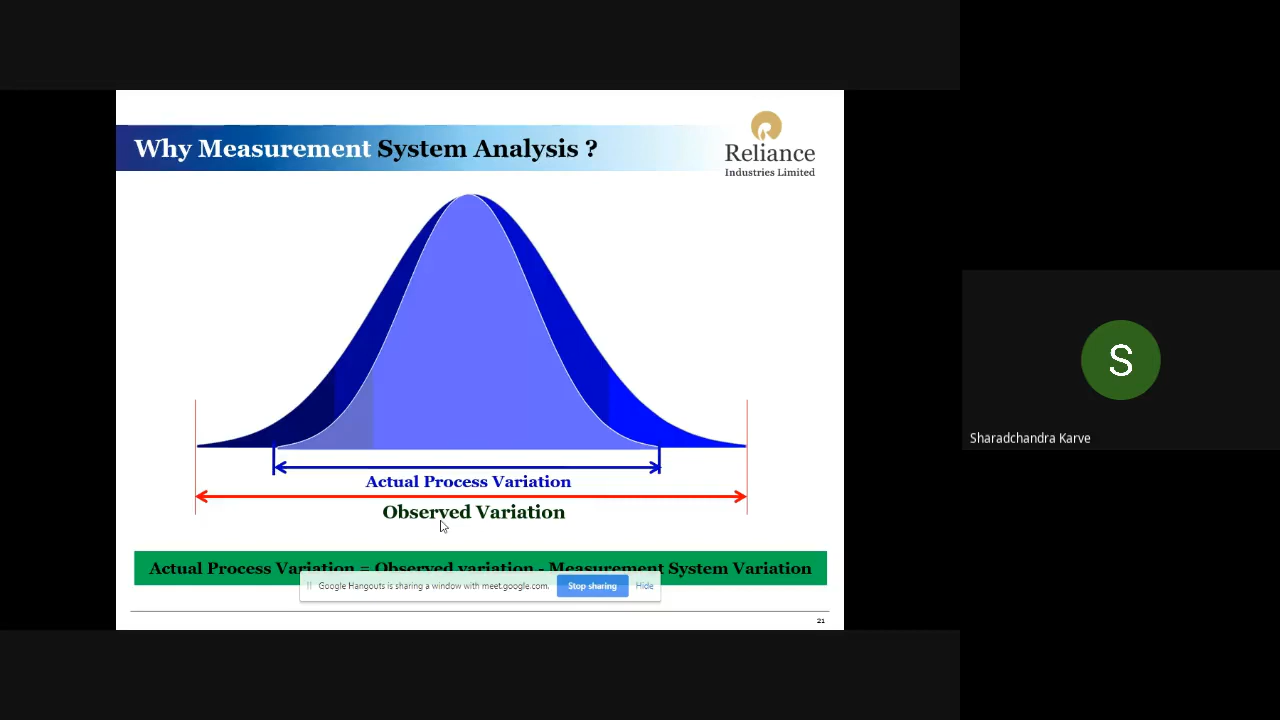 Why Measurement System Analysis ?
Reliance
Industries Limited
Actual Process Variation
Observed Variation
Actual Process Variation = Observed variation - Measurement System Variation
Google Hangouts is sharing a window with meet.google.com.
Stop sharing
Hide
21
S
Sharadchandra Karve